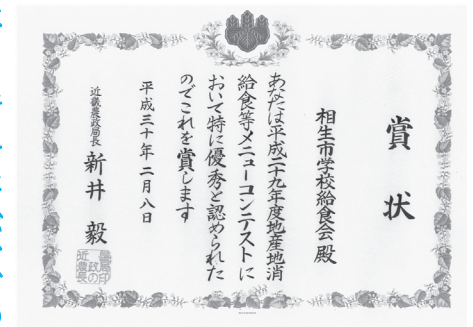 賞状
相生市学校給食会殿
あなたは平成二十九年度地産地消
給食等メニューコンテストに
おいて特に優秀と認められた
のでこれを賞します
平成三十年二月八日
近畿農政局長 新井毅